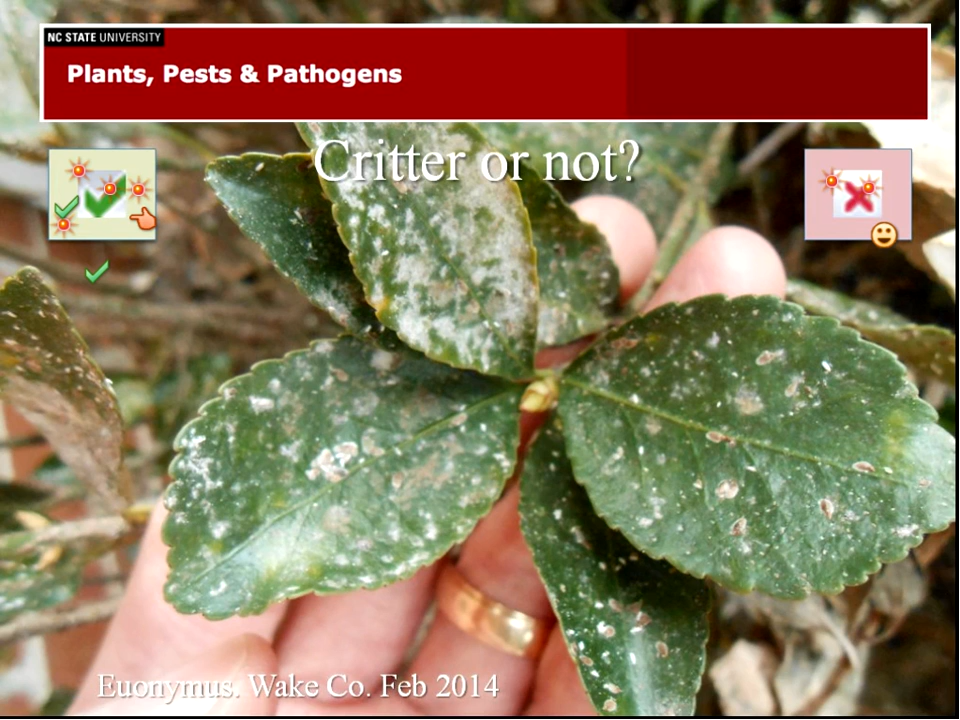 NC STATE UNIVERSITY
Plants, Pests & Pathogens
Critter or not?
Euonymus. Wake Co. Feb 2014